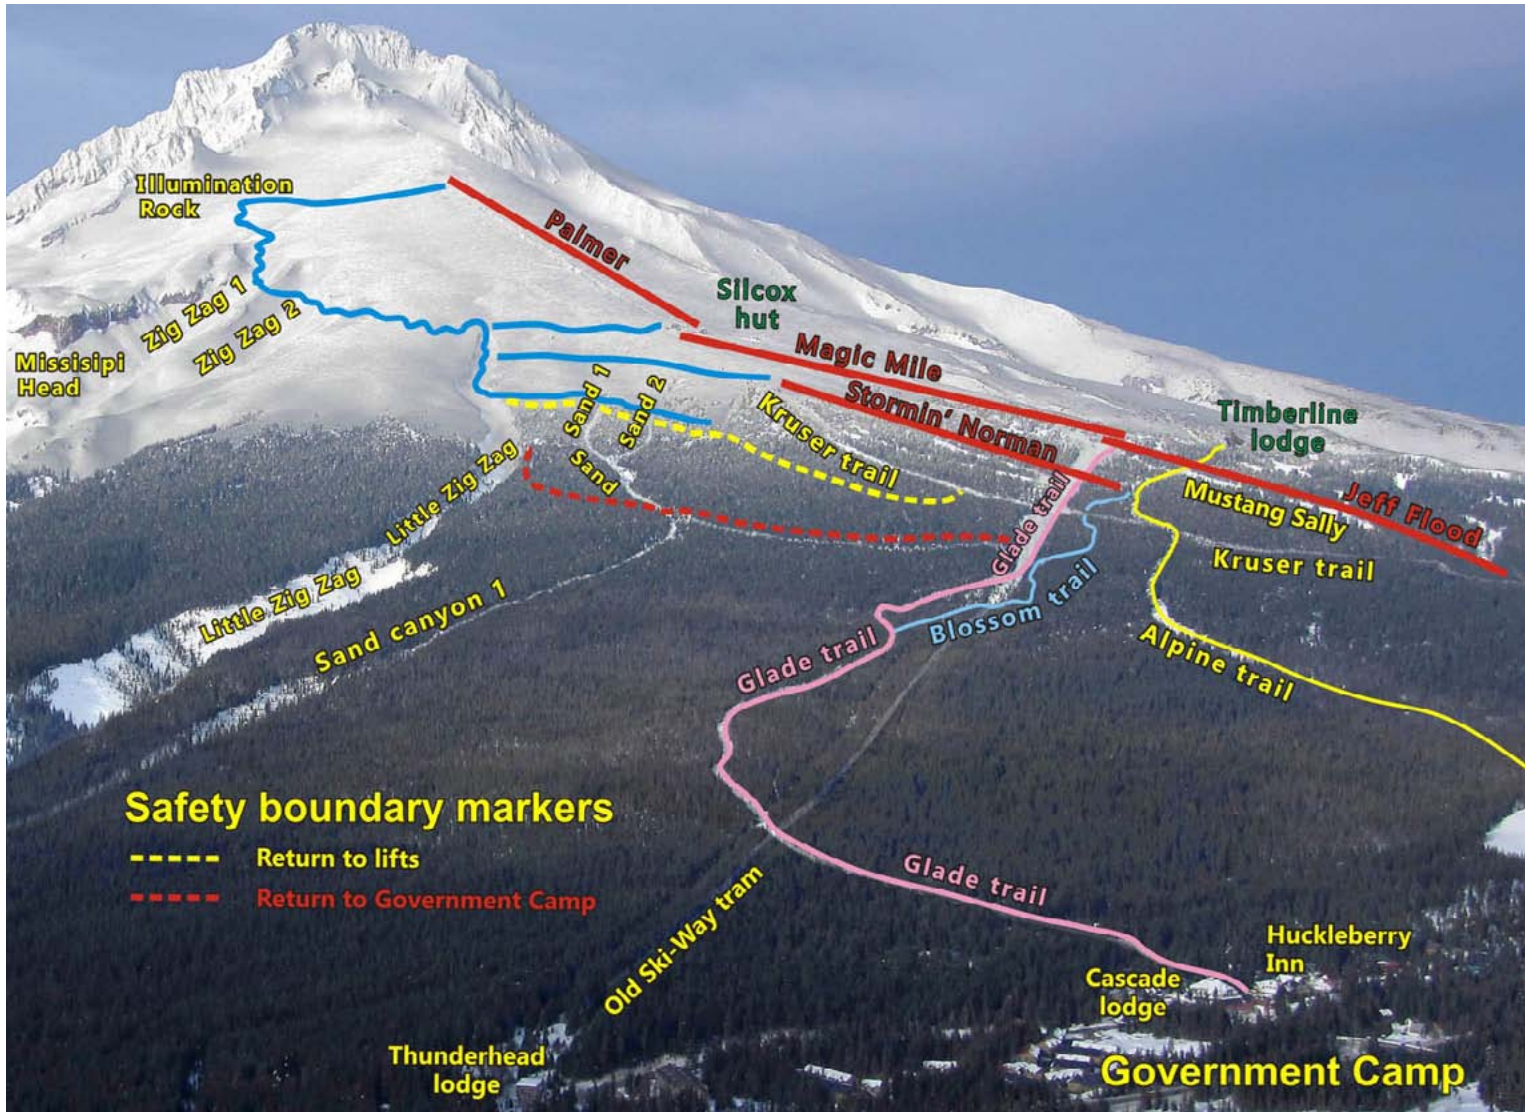 Illumination
Rock
Palmer
Silcox
hut
Zig Zag 1
Zig Zag 2
Missisipi
Head
Magic Mile
Stormin' Norman
Sand 1
Sand 2
Sand
Kruser trail
Timberline
lodge
Jeff Flood
Mustang Sally
Kruser trail
Little Zig Zag
Little Zig Zag
Sand canyon 1
Glade trail
Blossom trail
Alpine trail
Glade trail
Safety boundary markers
Return to lifts
Return to Government Camp
Glade trail
Old Ski-Way tram
Huckleberry
Inn
Cascade
lodge
Thunderhead
lodge
Government Camp